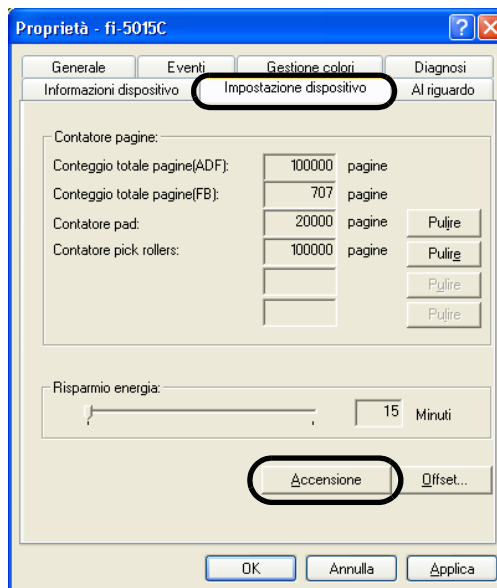 Proprietà - fi-5015C
Generale Eventi Gestione colori Diagnosi
Informazioni dispositivo Impostazione dispositivo Al riguardo
Contatore pagine:
Conteggio totale pagine(ADF): 100000 pagine
Conteggio totale pagine(FB): 707 pagine
Contatore pad: 20000 pagine Pulire
Contatore pick rollers: 100000 pagine Pulire
Pulire
Pulire
Risparmio energia:
15 Minuti
Accensione Offset...
OK Annulla Applica